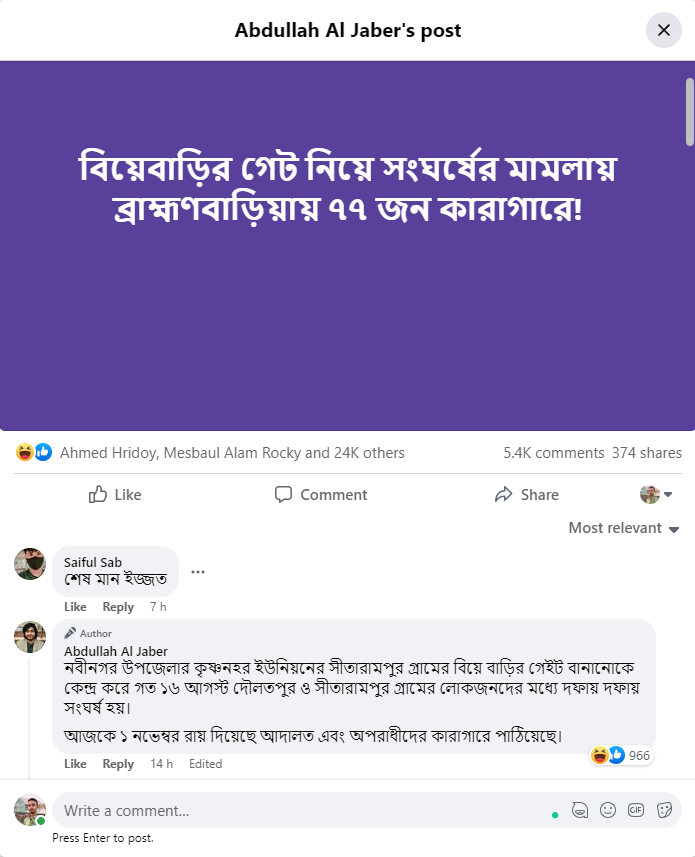 Abdullah Al Jaber's post
বিয়েবাড়ির গেট নিয়ে সংঘর্ষের মামলায়
ব্রাহ্মণবাড়িয়ায় ৭৭ জন কারাগারে!
Ahmed Hridoy, Mesbaul Alam Rocky and 24K others
5.4K comments 374 shares
Like
Comment
Share
Most relevant
Saiful Sab
শেষ মান ইজ্জত
Like Reply 7 h
Author
Abdullah Al Jaber
নবীনগর উপজেলার কৃষ্ণনহর ইউনিয়নের সীতারামপুর গ্রামের বিয়ে বাড়ির গেইট বানানোকে
কেন্দ্র করে গত ১৬ আগস্ট দৌলতপুর ও সীতারামপুর গ্রামের লোকজনদের মধ্যে দফায় দফায়
সংঘর্ষ হয়।
আজকে ১ নভেম্বর রায় দিয়েছে আদালত এবং অপরাধীদের কারাগারে পাঠিয়েছে।
966
Like Reply 14 h Edited
Write a comment...
GIF
Press Enter to post.